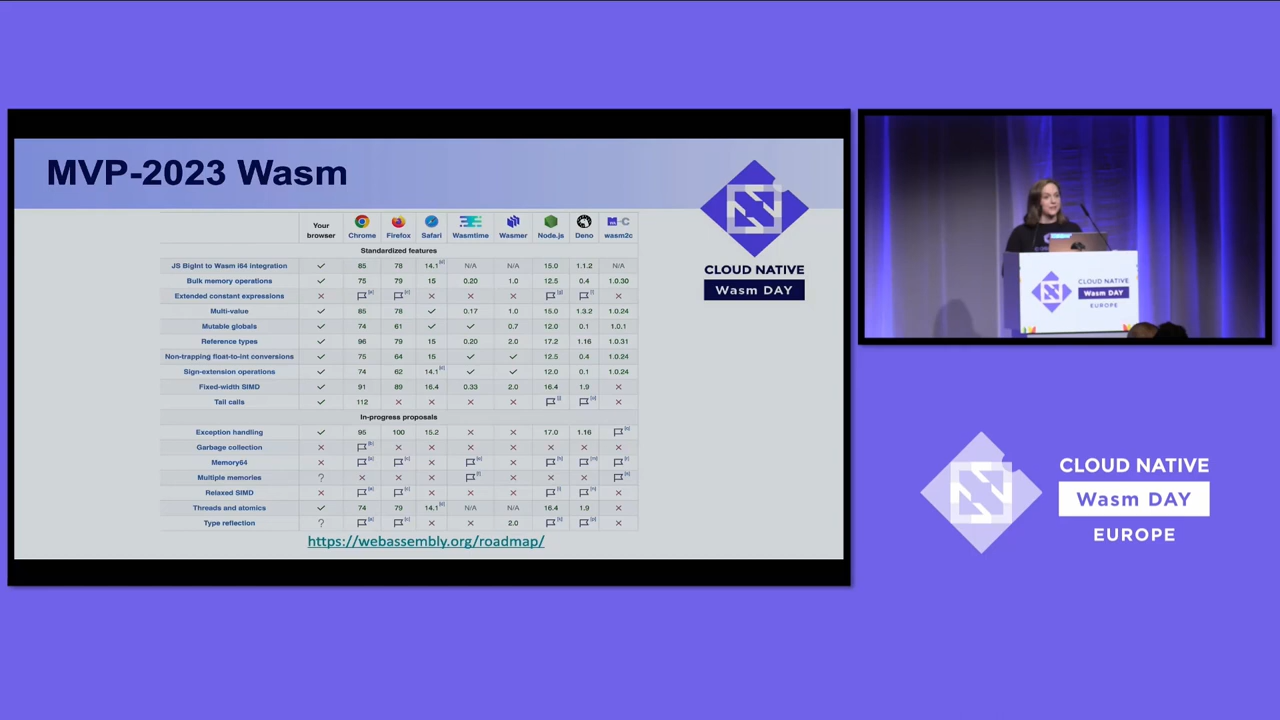 MVP-2023 Wasm
Your browser Chrome Firefox Safari Wasmtime Wasmer Node.js Deno wasm2c
Standardized features
JS BigInt to Wasm i64 integration ✓ 85 78 14.1 N/A N/A 15.0 1.1.2 N/A
Bulk memory operations ✓ 75 79 15 0.20 1.0 12.5 0.4 1.0.30
Extended constant expressions ✗ ✗ ✗ ✗ ✗
Multi-value ✓ 85 78 ✓ 0.17 1.0 15.0 1.3.2 1.0.24
Mutable globals ✓ 74 61 ✓ ✓ 0.7 12.0 0.1 1.0.1
Reference types ✓ 96 79 15 0.20 2.0 17.2 1.16 1.0.31
Non-trapping float-to-int conversions ✓ 75 64 15 ✓ ✓ 12.5 0.4 1.0.24
Sign-extension operations ✓ 74 62 14.1 ✓ ✓ 12.0 0.1 1.0.24
Fixed-width SIMD ✓ 91 89 16.4 0.33 2.0 16.4 1.9 ✗
Tail calls ✓ 112 ✗ ✗ ✗ ✗ ✗
In-progress proposals
Exception handling ✓ 95 100 15.2 ✗ ✗ 17.0 1.16
Garbage collection ✗ ✗ ✗ ✗ ✗ ✗ ✗ ✗
Memory64 ✗ ✗ ✗
Multiple memories ? ✗ ✗ ✗ ✗ ✗ ✗
Relaxed SIMD ✗ ✗ ✗ ✗ ✗
Threads and atomics ✓ 74 79 14.1 N/A N/A 16.4 1.9 ✗
Type reflection ? ✗ ✗ 2.0 ✗
https://webassembly.org/roadmap/
CLOUD NATIVE
Wasm DAY
CLOUD NATIVE
Wasm DAY
EUROPE
CLOUD NATIVE
Wasm DAY
EUROPE